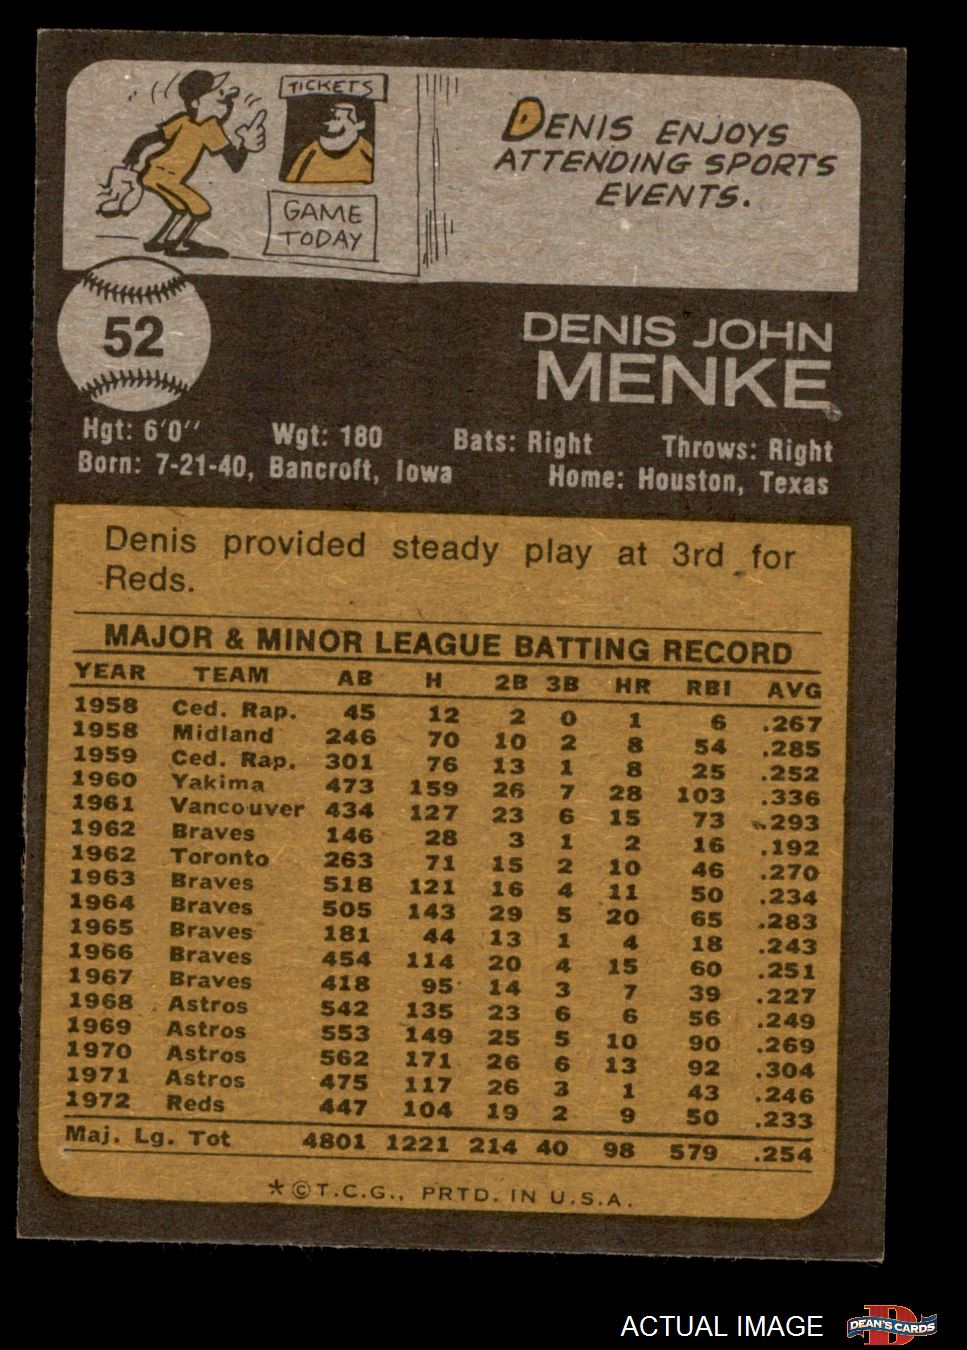 TICKETS
GAME
TODAY
DENIS ENJOYS
ATTENDING SPORTS
EVENTS.
52
DENIS JOHN
MENKE
Hgt: 6'0" Wgt: 180 Bats: Right Throws: Right
Born: 7-21-40, Bancroft, Iowa Home: Houston, Texas
Denis provided steady play at 3rd for
Reds.
MAJOR & MINOR LEAGUE BATTING RECORD
YEAR TEAM AB H 2B 3B HR RBI AVG
1958 Ced. Rap. 45 12 2 0 1 6 .267
1958 Midland 246 70 10 2 8 54 .285
1959 Ced. Rap. 301 76 13 1 8 25 .252
1960 Yakima 473 159 26 7 28 103 .336
1961 Vancouver 434 127 23 6 15 73 .293
1962 Braves 146 28 3 1 2 16 .192
1962 Toronto 263 71 15 2 10 46 .270
1963 Braves 518 121 16 4 11 50 .234
1964 Braves 505 143 29 5 20 65 .283
1965 Braves 181 44 13 1 4 18 .243
1966 Braves 454 114 20 4 15 60 .251
1967 Braves 418 95 14 3 7 39 .227
1968 Astros 542 135 23 6 6 56 .249
1969 Astros 553 149 25 5 10 90 .269
1970 Astros 562 171 26 6 13 92 .304
1971 Astros 475 117 26 3 1 43 .246
1972 Reds 447 104 19 2 9 50 .233
Maj. Lg. Tot 4801 1221 214 40 98 579 .254
*©T.C.G., PRTD. IN U.S.A.
ACTUAL IMAGE
D
DEAN'S CARDS